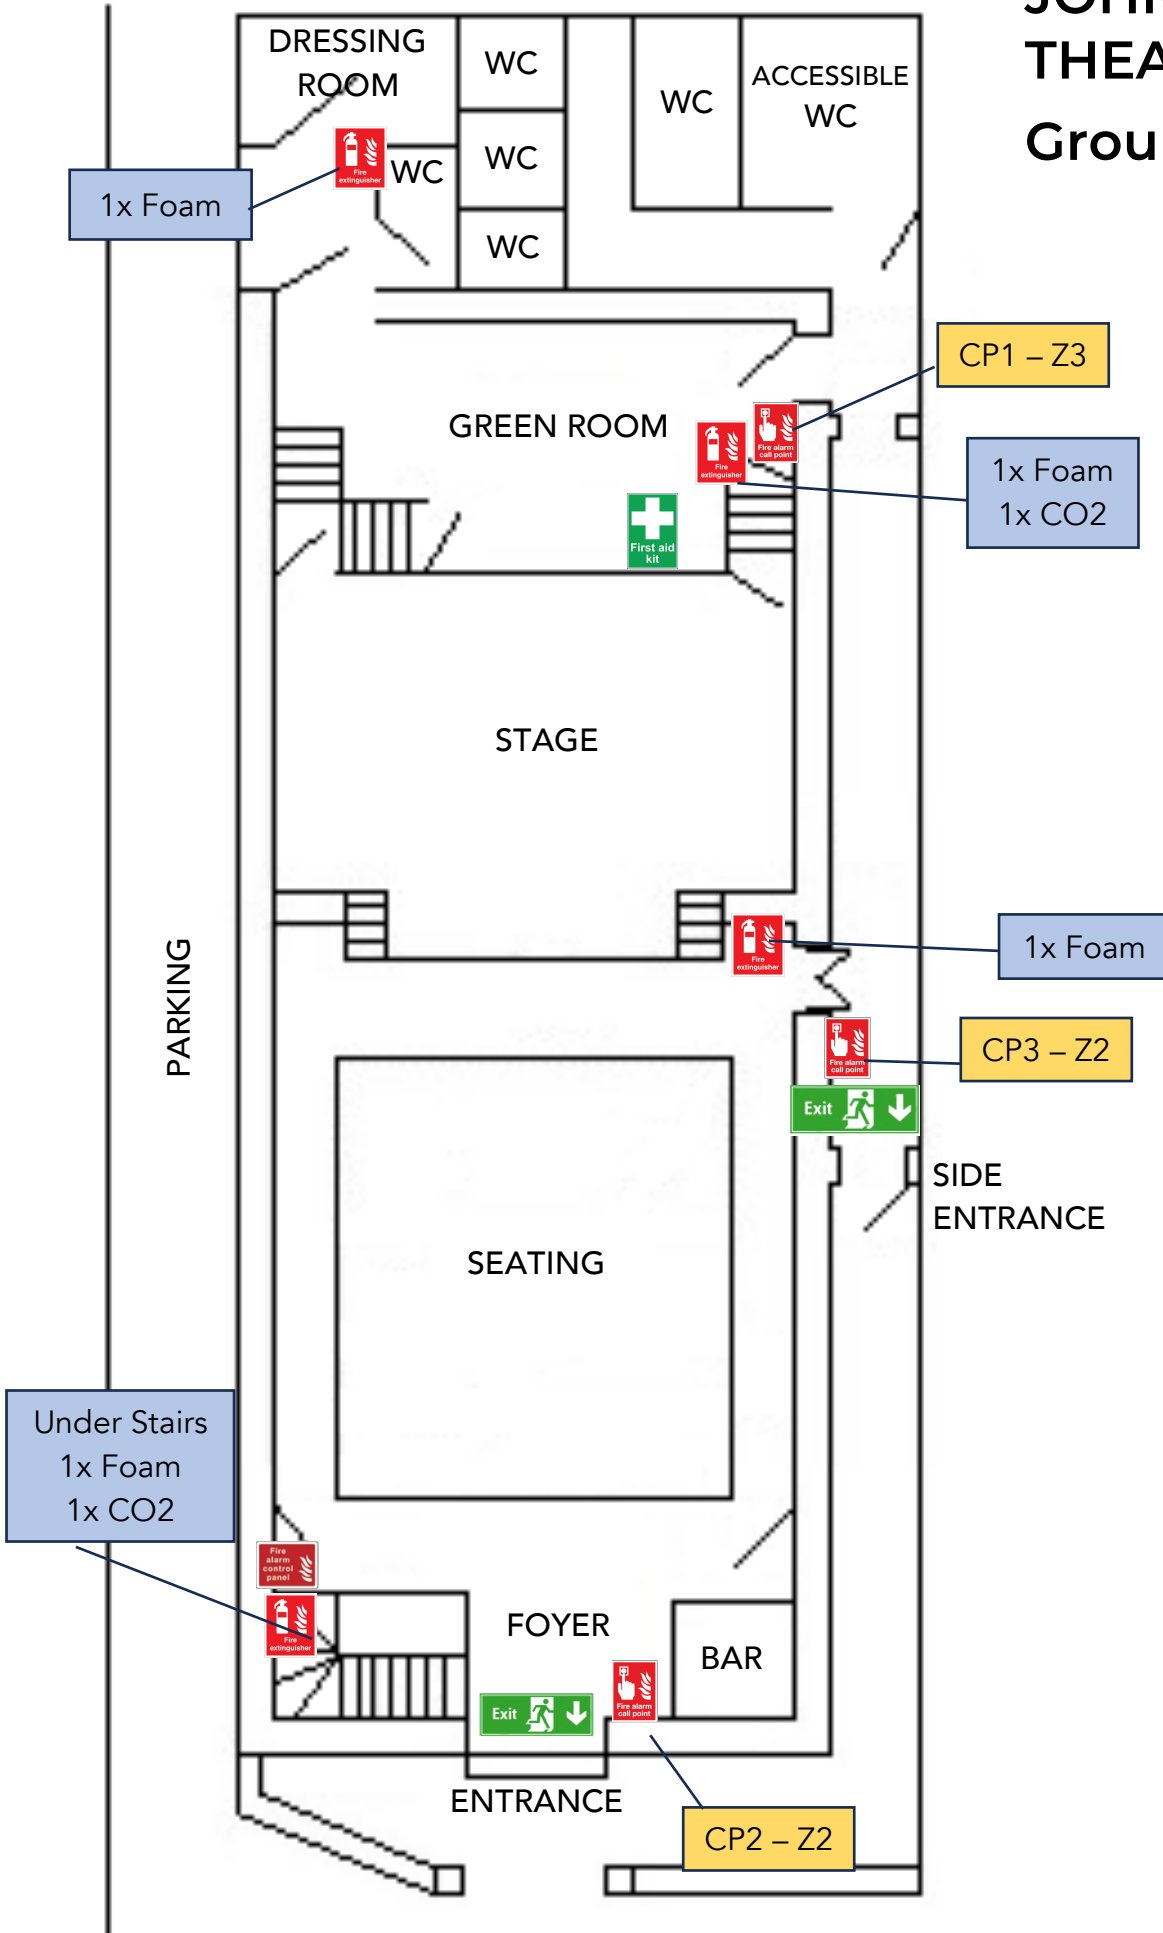 JOHN
THEA
Grou
DRESSING
ROOM
WC
WC
WC
WC
WC
ACCESSIBLE
WC
Fire
extinguisher
1x Foam
CP1 – Z3
GREEN ROOM
Fire alarm
call point
Fire
extinguisher
1x Foam
1x CO2
First aid
kit
STAGE
PARKING
Fire
extinguisher
1x Foam
Fire alarm
call point
CP3 – Z2
Exit
SIDE
ENTRANCE
SEATING
Under Stairs
1x Foam
1x CO2
Fire
alarm
control
panel
Fire
extinguisher
FOYER
BAR
Exit
Fire alarm
call point
ENTRANCE
CP2 – Z2